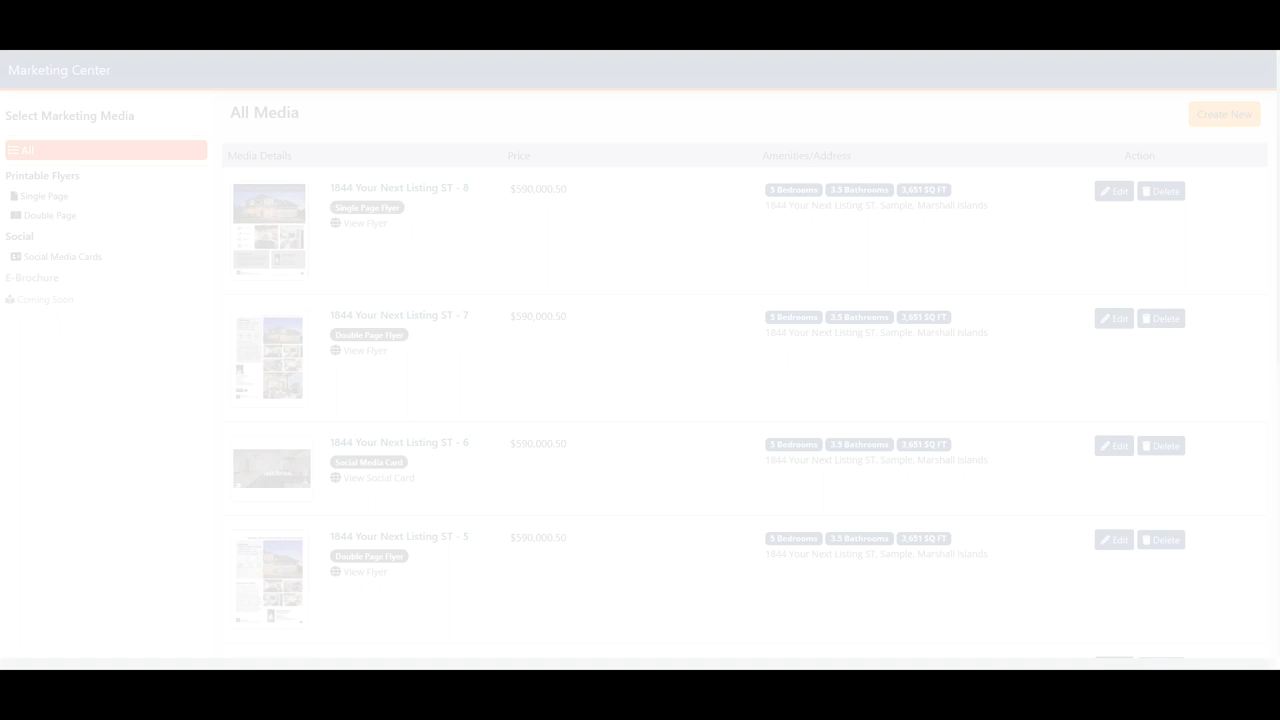 Marketing Center
Select Marketing Media
All
Printable Flyers
Single Page
Double Page
Social
Social Media Cards
E-Brochure
Coming Soon
All Media
Create New
Media Details Price Amenities/Address Action
1844 Your Next Listing ST - 8 $590,000.50 5 Bedrooms 3.5 Bathrooms 3,651 SQ FT Edit Delete
Single Page Flyer 1844 Your Next Listing ST, Sample, Marshall Islands
View Flyer
1844 Your Next Listing ST - 7 $590,000.50 5 Bedrooms 3.5 Bathrooms 3,651 SQ FT Edit Delete
Double Page Flyer 1844 Your Next Listing ST, Sample, Marshall Islands
View Flyer
1844 Your Next Listing ST - 6 $590,000.50 5 Bedrooms 3.5 Bathrooms 3,651 SQ FT Edit Delete
Social Media Card 1844 Your Next Listing ST, Sample, Marshall Islands
View Social Card
1844 Your Next Listing ST - 5 $590,000.50 5 Bedrooms 3.5 Bathrooms 3,651 SQ FT Edit Delete
Double Page Flyer 1844 Your Next Listing ST, Sample, Marshall Islands
View Flyer